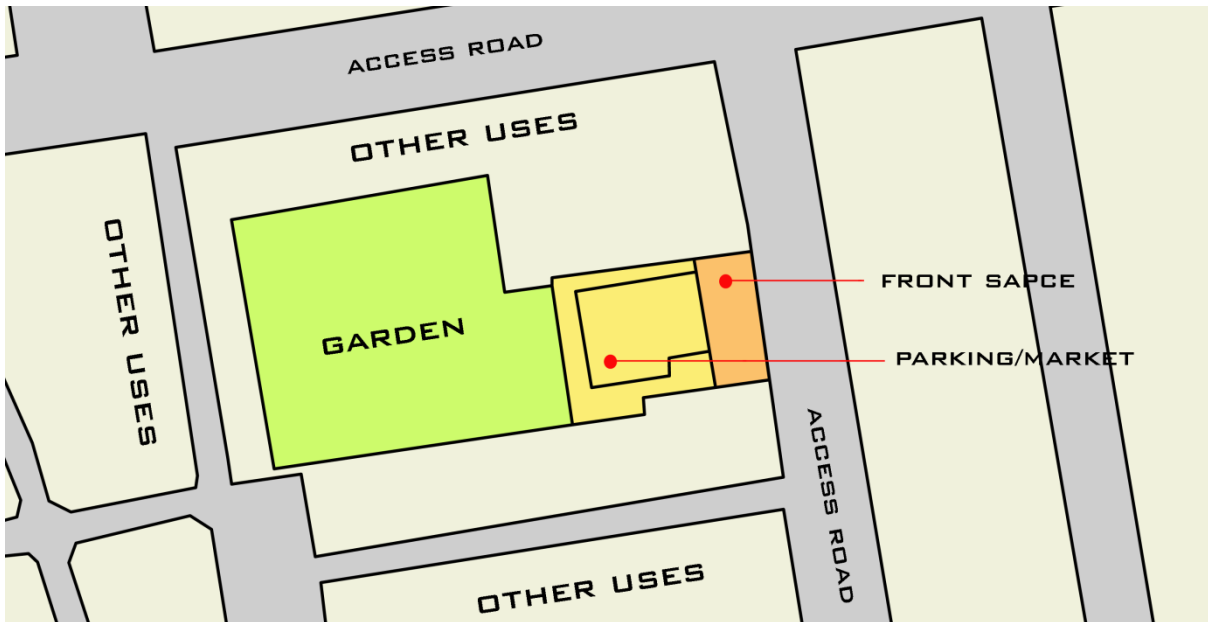 ACCESS ROAD
OTHER USES
OTHER USES
FRONT SAPCE
GARDEN
PARKING/MARKET
ACCESS ROAD
OTHER USES